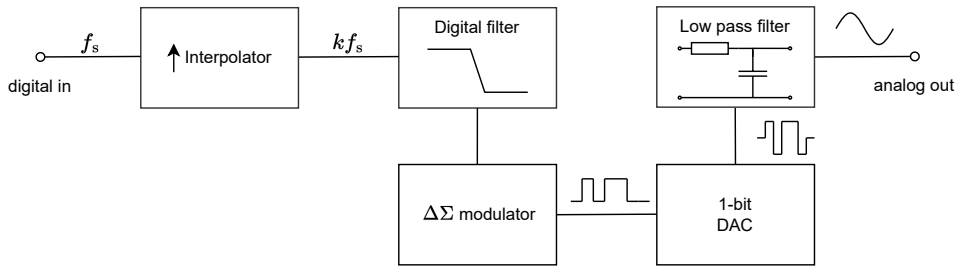 digital in
fs
↑ Interpolator
kfs
Digital filter
Low pass filter
analog out
ΔΣ modulator
1-bit
DAC